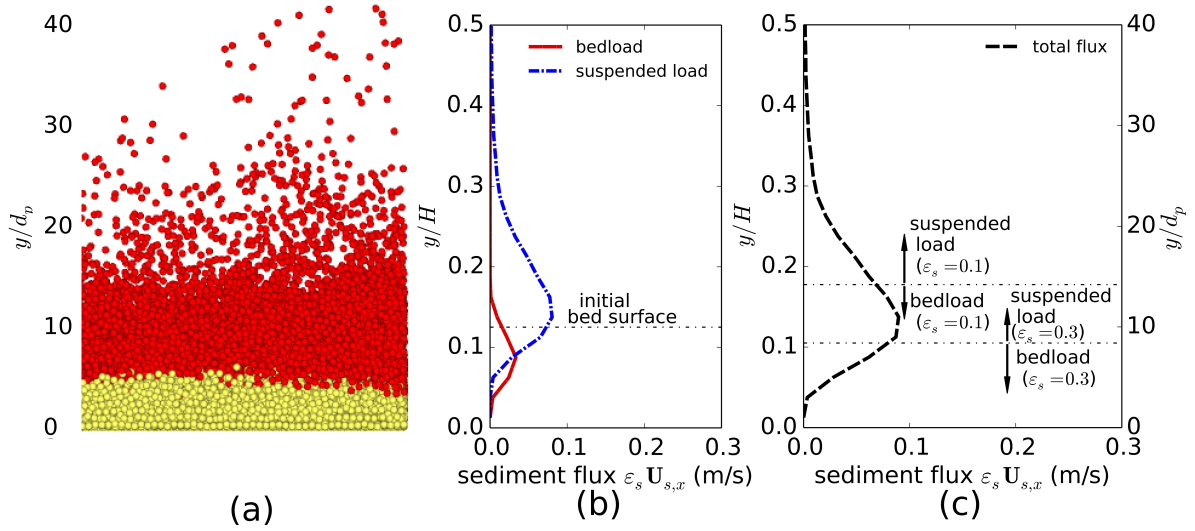 40
30
20
10
0
y/d_p
(a)
0.5
0.4
0.3
0.2
0.1
0.0
y/H
bedload
suspended load
initial
bed surface
0.0
0.1
0.2
0.3
sediment flux ε_s U_{s,x} (m/s)
(b)
0.5
0.4
0.3
0.2
0.1
0.0
y/H
total flux
suspended
load
(ε_s=0.1)
bedload
(ε_s=0.1)
suspended
load
(ε_s=0.3)
bedload
(ε_s=0.3)
40
30
20
10
0
y/d_p
0.0
0.1
0.2
0.3
sediment flux ε_s U_{s,x} (m/s)
(c)